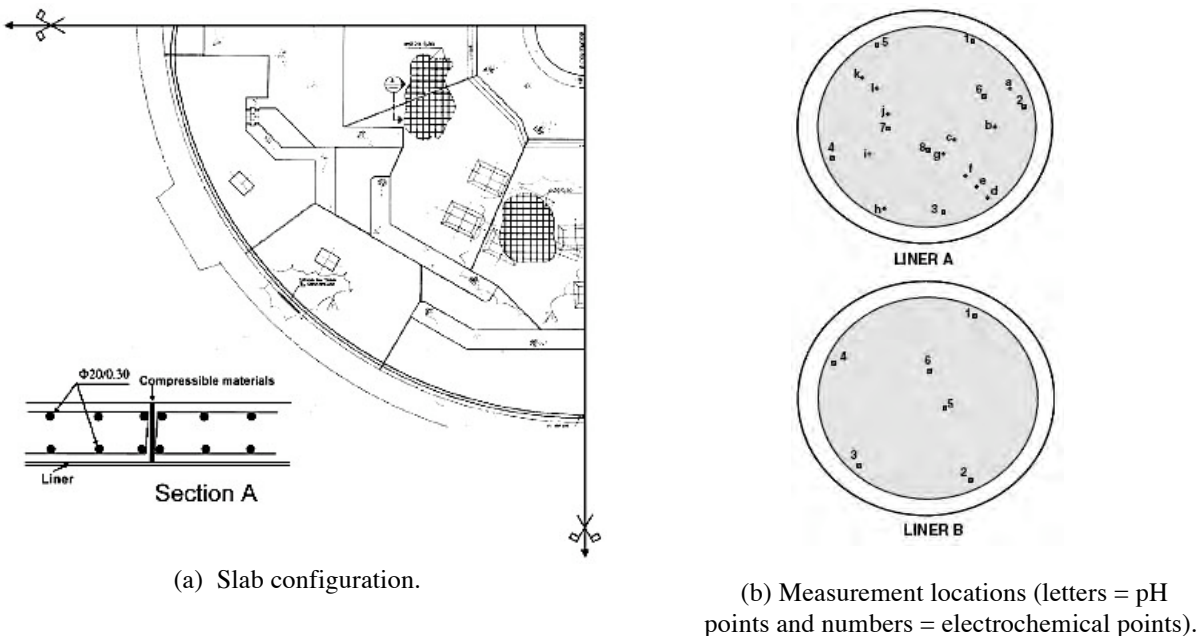 Φ20/0.30
Compressible materials
Liner
Section A
(a) Slab configuration.
5
1
k
l
a
6
2
j
b
7
c
4
i
8
g
f
e
d
h
3
LINER A
1
4
6
5
3
2
LINER B
(b) Measurement locations (letters = pH
points and numbers = electrochemical points).